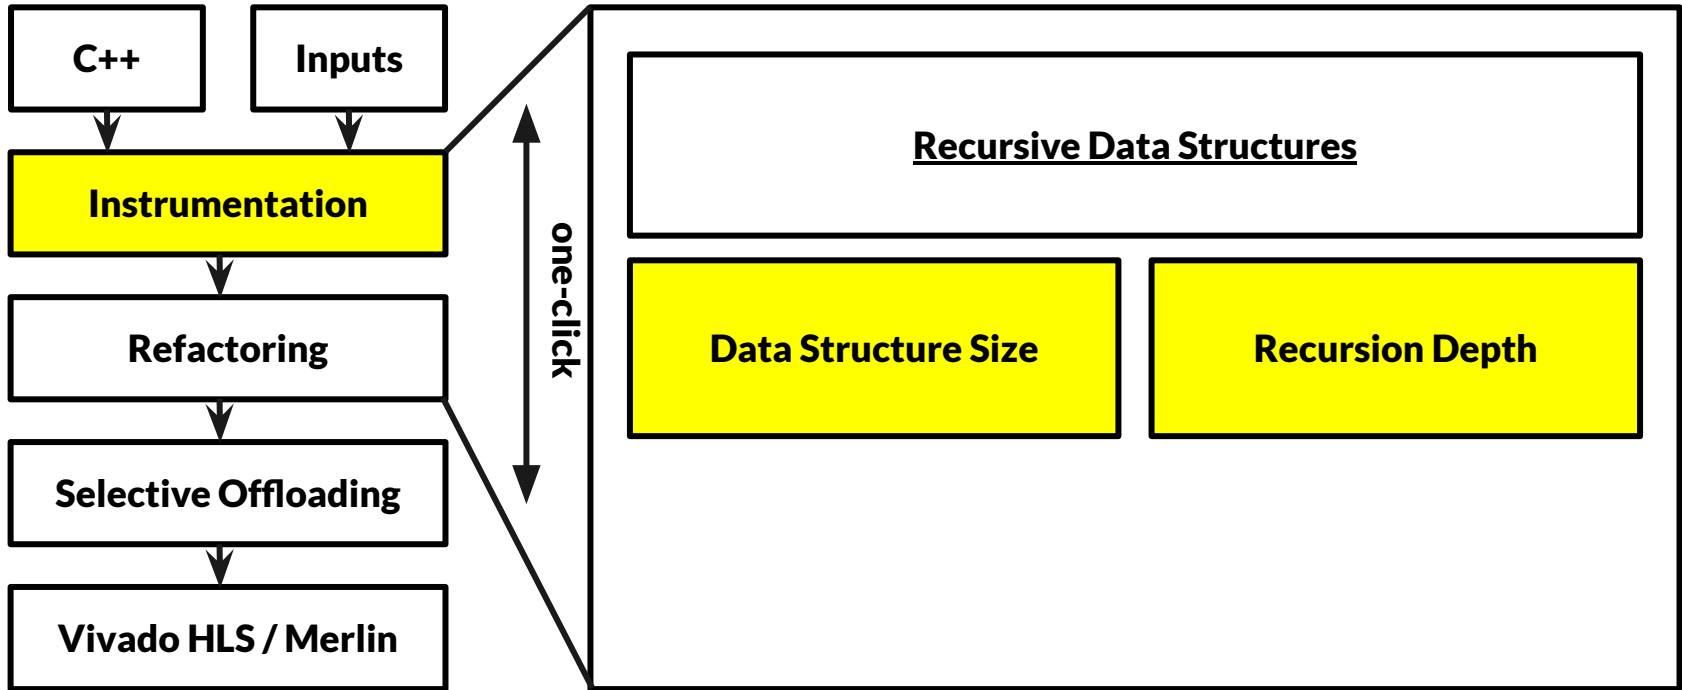 C++
Inputs
Instrumentation
Refactoring
Selective Offloading
Vivado HLS / Merlin
one-click
Recursive Data Structures
Data Structure Size
Recursion Depth